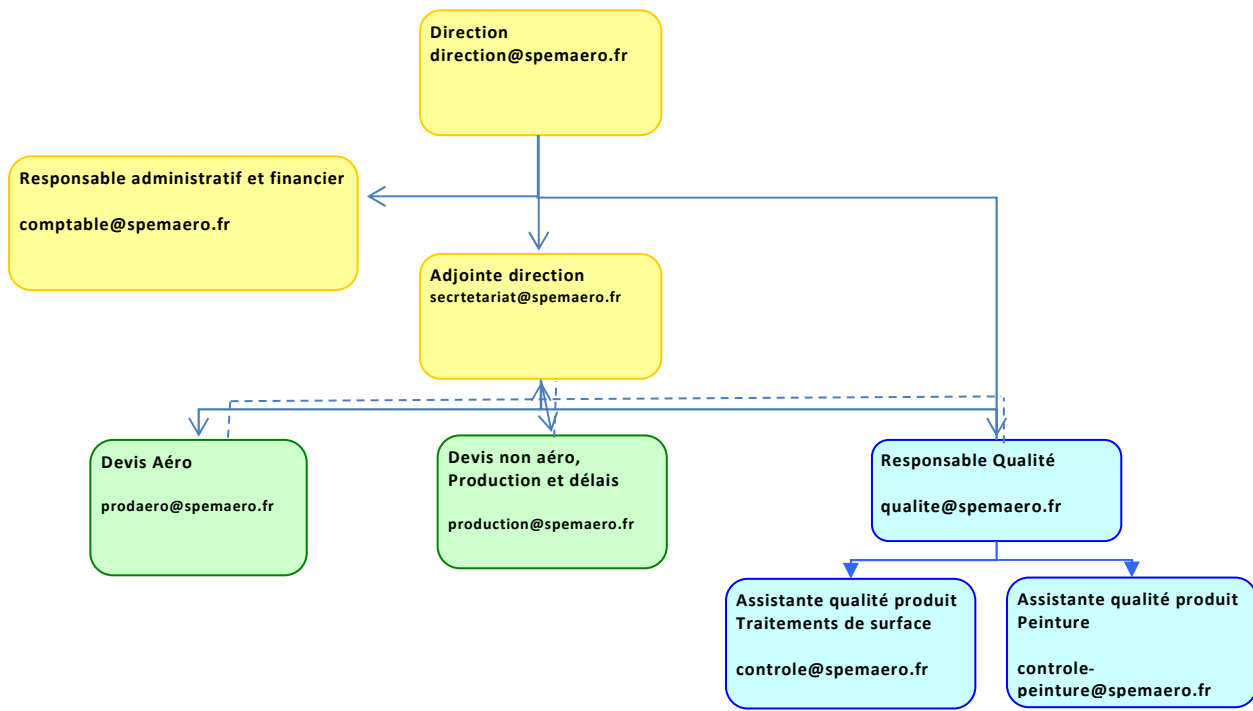 Direction
direction@spemaero.fr
Responsable administratif et financier
comptable@spemaero.fr
Adjointe direction
secrtetariat@spemaero.fr
Devis Aéro
prodaero@spemaero.fr
Devis non aéro,
Production et délais
production@spemaero.fr
Responsable Qualité
qualite@spemaero.fr
Assistante qualité produit
Traitements de surface
controle@spemaero.fr
Assistante qualité produit
Peinture
controle-
peinture@spemaero.fr